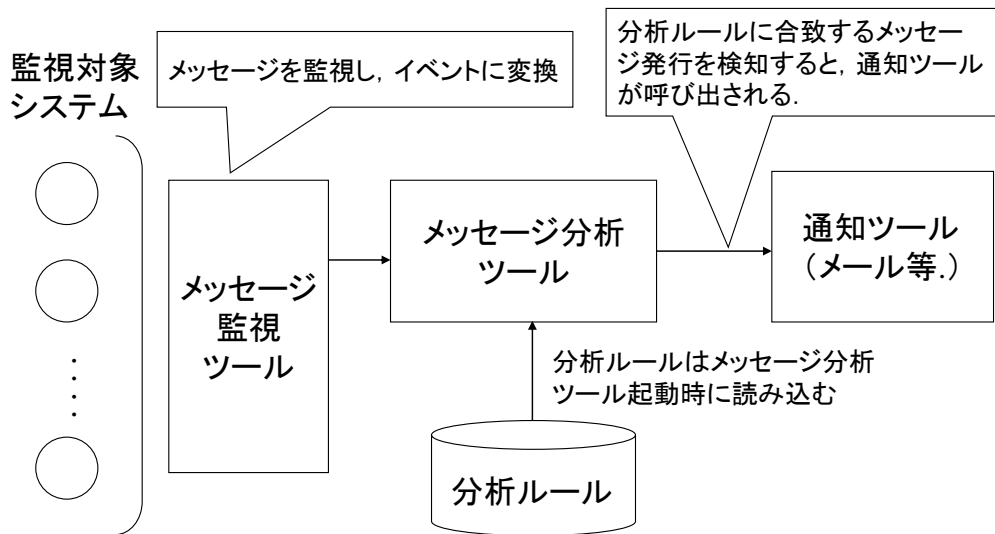 監視対象
システム
メッセージを監視し，イベントに変換
分析ルールに合致するメッセー
ジ発行を検知すると，通知ツール
が呼び出される．
メッセージ
監視
ツール
メッセージ分析
ツール
通知ツール
（メール等．）
分析ルールはメッセージ分析
ツール起動時に読み込む
分析ルール